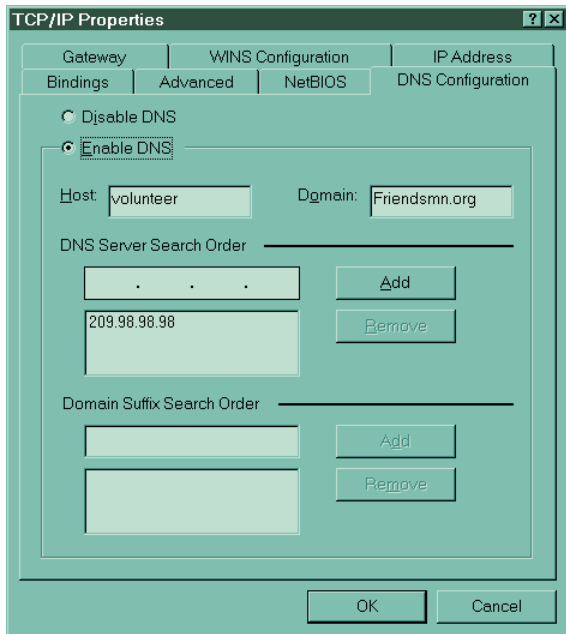 TCP/IP Properties ? ×
Gateway WINS Configuration IP Address
Bindings Advanced NetBIOS DNS Configuration
Disable DNS
Enable DNS
Host: volunteer Domain: Friendsmn.org
DNS Server Search Order
. . . Add
209.98.98.98 Remove
Domain Suffix Search Order
Add
Remove
OK Cancel